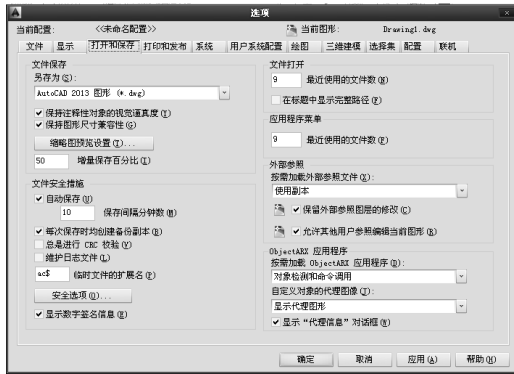 选项
当前配置: <<未命名配置>> 当前图形: Drawing1.dwg
文件 显示 打开和保存 打印和发布 系统 用户系统配置 绘图 三维建模 选择集 配置 联机
文件保存
另存为(S):
AutoCAD 2013 图形 (*.dwg)
保持注释性对象的视觉逼真度(I)
保持图形尺寸兼容性(G)
缩略图预览设置(T)...
50 增量保存百分比(I)
文件安全措施
自动保存(U)
10 保存间隔分钟数(M)
每次保存时均创建备份副本(B)
总是进行 CRC 校验(V)
维护日志文件(L)
ac$ 临时文件的扩展名(P)
安全选项(O)...
显示数字签名信息(E)
文件打开
9 最近使用的文件数(N)
在标题中显示完整路径(F)
应用程序菜单
9 最近使用的文件数(P)
外部参照
按需加载外部参照文件(X):
使用副本
保留外部参照图层的修改(C)
允许其他用户参照编辑当前图形(R)
ObjectARX 应用程序
按需加载 ObjectARX 应用程序(D):
对象检测和命令调用
自定义对象的代理图像(J):
显示代理图形
显示“代理信息”对话框(W)
确定 取消 应用(A) 帮助(H)